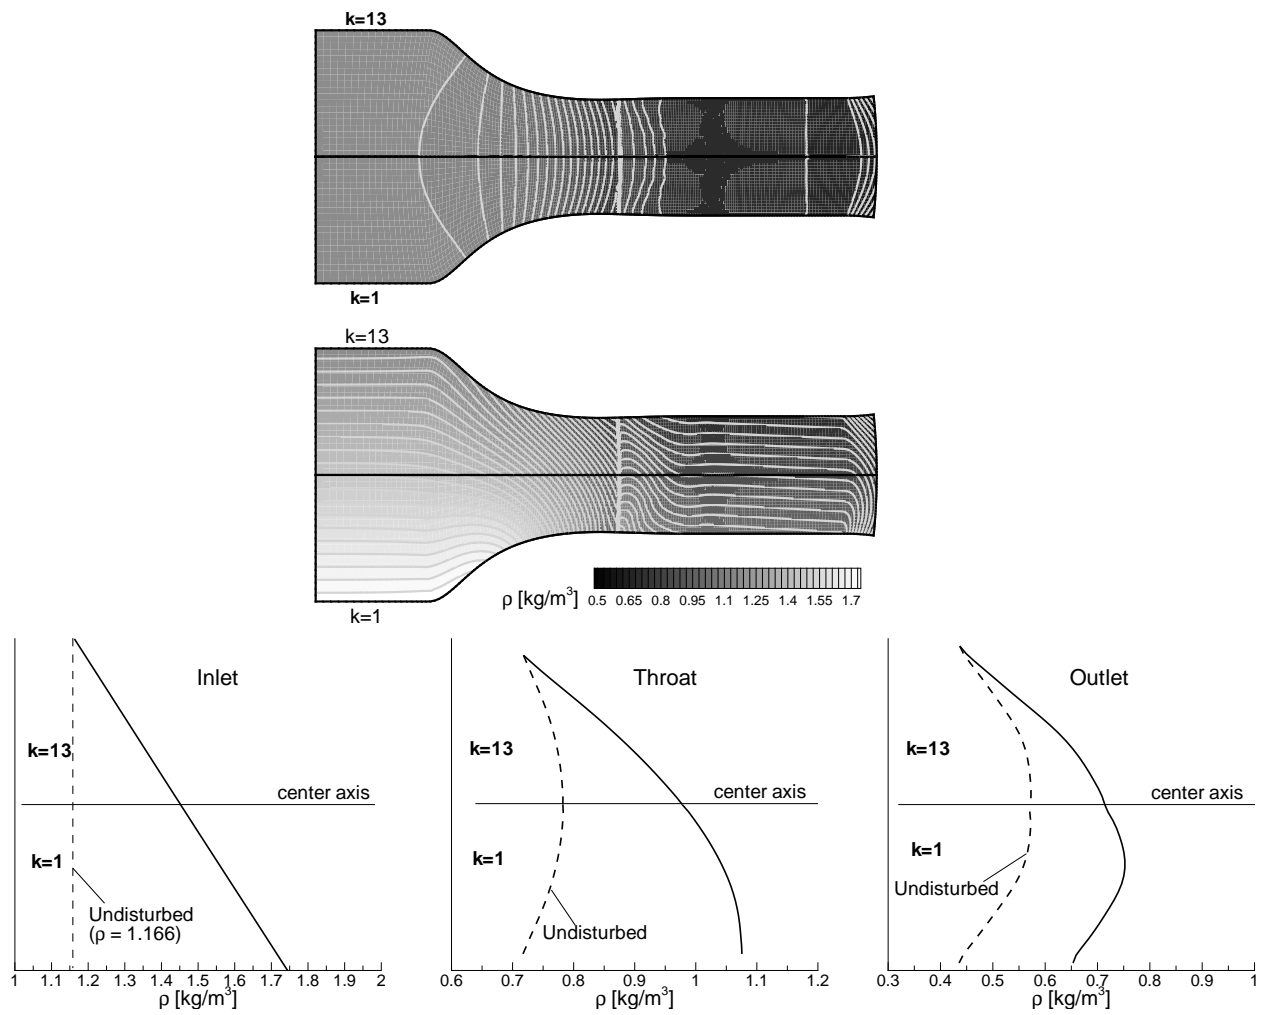 k=13
k=1
k=13
k=1
ρ [kg/m³]
0.5 0.65 0.8 0.95 1.1 1.25 1.4 1.55 1.7
Inlet
k=13
center axis
k=1
Undisturbed
(ρ = 1.166)
1 1.1 1.2 1.3 1.4 1.5 1.6 1.7 1.8 1.9 2
ρ [kg/m³]
Throat
k=13
center axis
k=1
Undisturbed
0.6 0.7 0.8 0.9 1 1.1 1.2
ρ [kg/m³]
Outlet
k=13
center axis
k=1
Undisturbed
0.3 0.4 0.5 0.6 0.7 0.8 0.9 1
ρ [kg/m³]